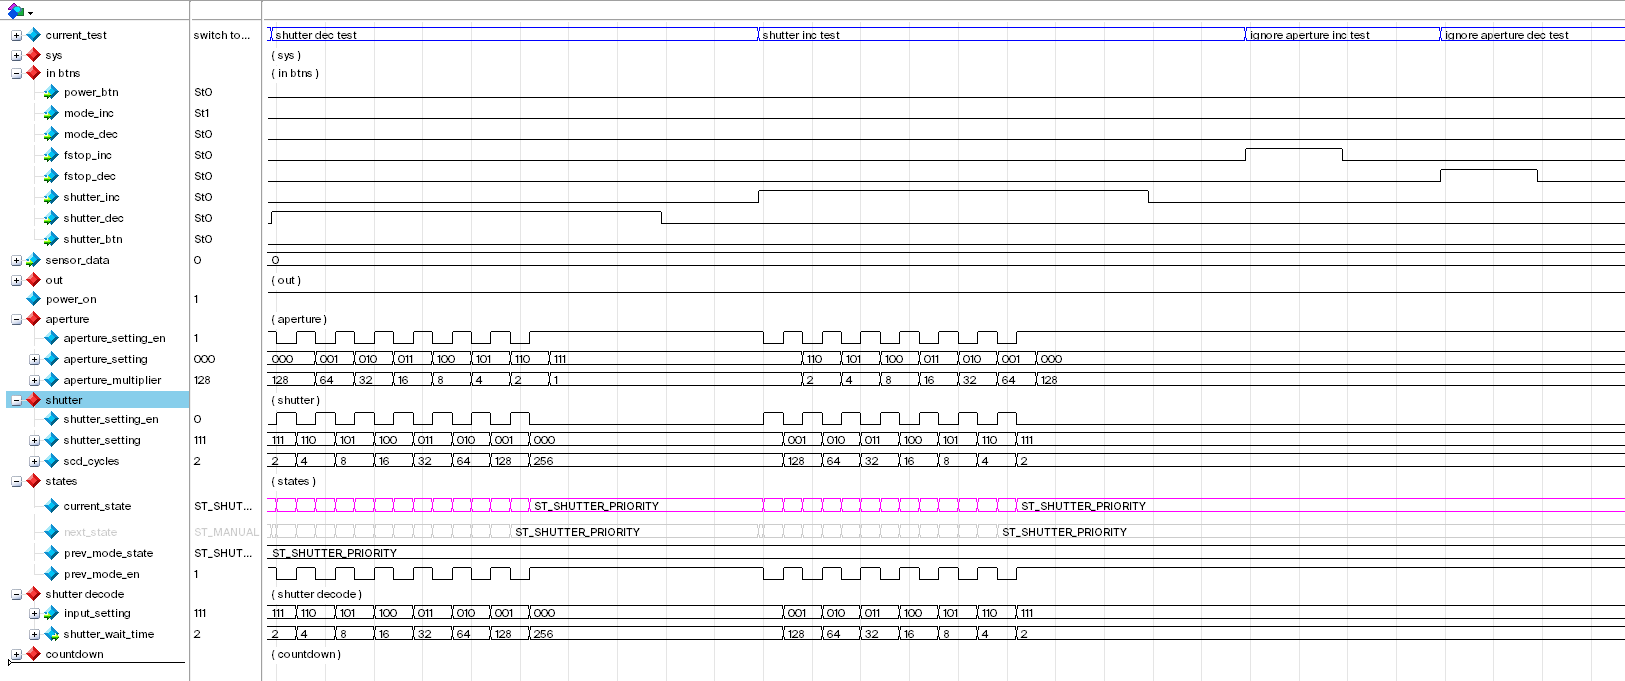 current_test switch to... shutter dec test shutter inc test ignore aperture inc test ignore aperture dec test
sys ( sys )
in btns ( in btns )
power_btn St0
mode_inc St1
mode_dec St0
fstop_inc St0
fstop_dec St0
shutter_inc St0
shutter_dec St0
shutter_btn St0
sensor_data 0 0
out ( out )
power_on 1
aperture ( aperture )
aperture_setting_en 1
aperture_setting 000 000 001 010 011 100 101 110 111 110 101 100 011 010 001 000
aperture_multiplier 128 128 64 32 16 8 4 2 1 2 4 8 16 32 64 128
shutter ( shutter )
shutter_setting_en 0
shutter_setting 111 111 110 101 100 011 010 001 000 001 010 011 100 101 110 111
scd_cycles 2 2 4 8 16 32 64 128 256 128 64 32 16 8 4 2
states ( states )
current_state ST_SHUT... ST_SHUTTER_PRIORITY ST_SHUTTER_PRIORITY
next_state ST_MANUAL ST_SHUTTER_PRIORITY ST_SHUTTER_PRIORITY
prev_mode_state ST_SHUT... ST_SHUTTER_PRIORITY
prev_mode_en 1
shutter decode ( shutter decode )
input_setting 111 111 110 101 100 011 010 001 000 001 010 011 100 101 110 111
shutter_wait_time 2 2 4 8 16 32 64 128 256 128 64 32 16 8 4 2
countdown ( countdown )